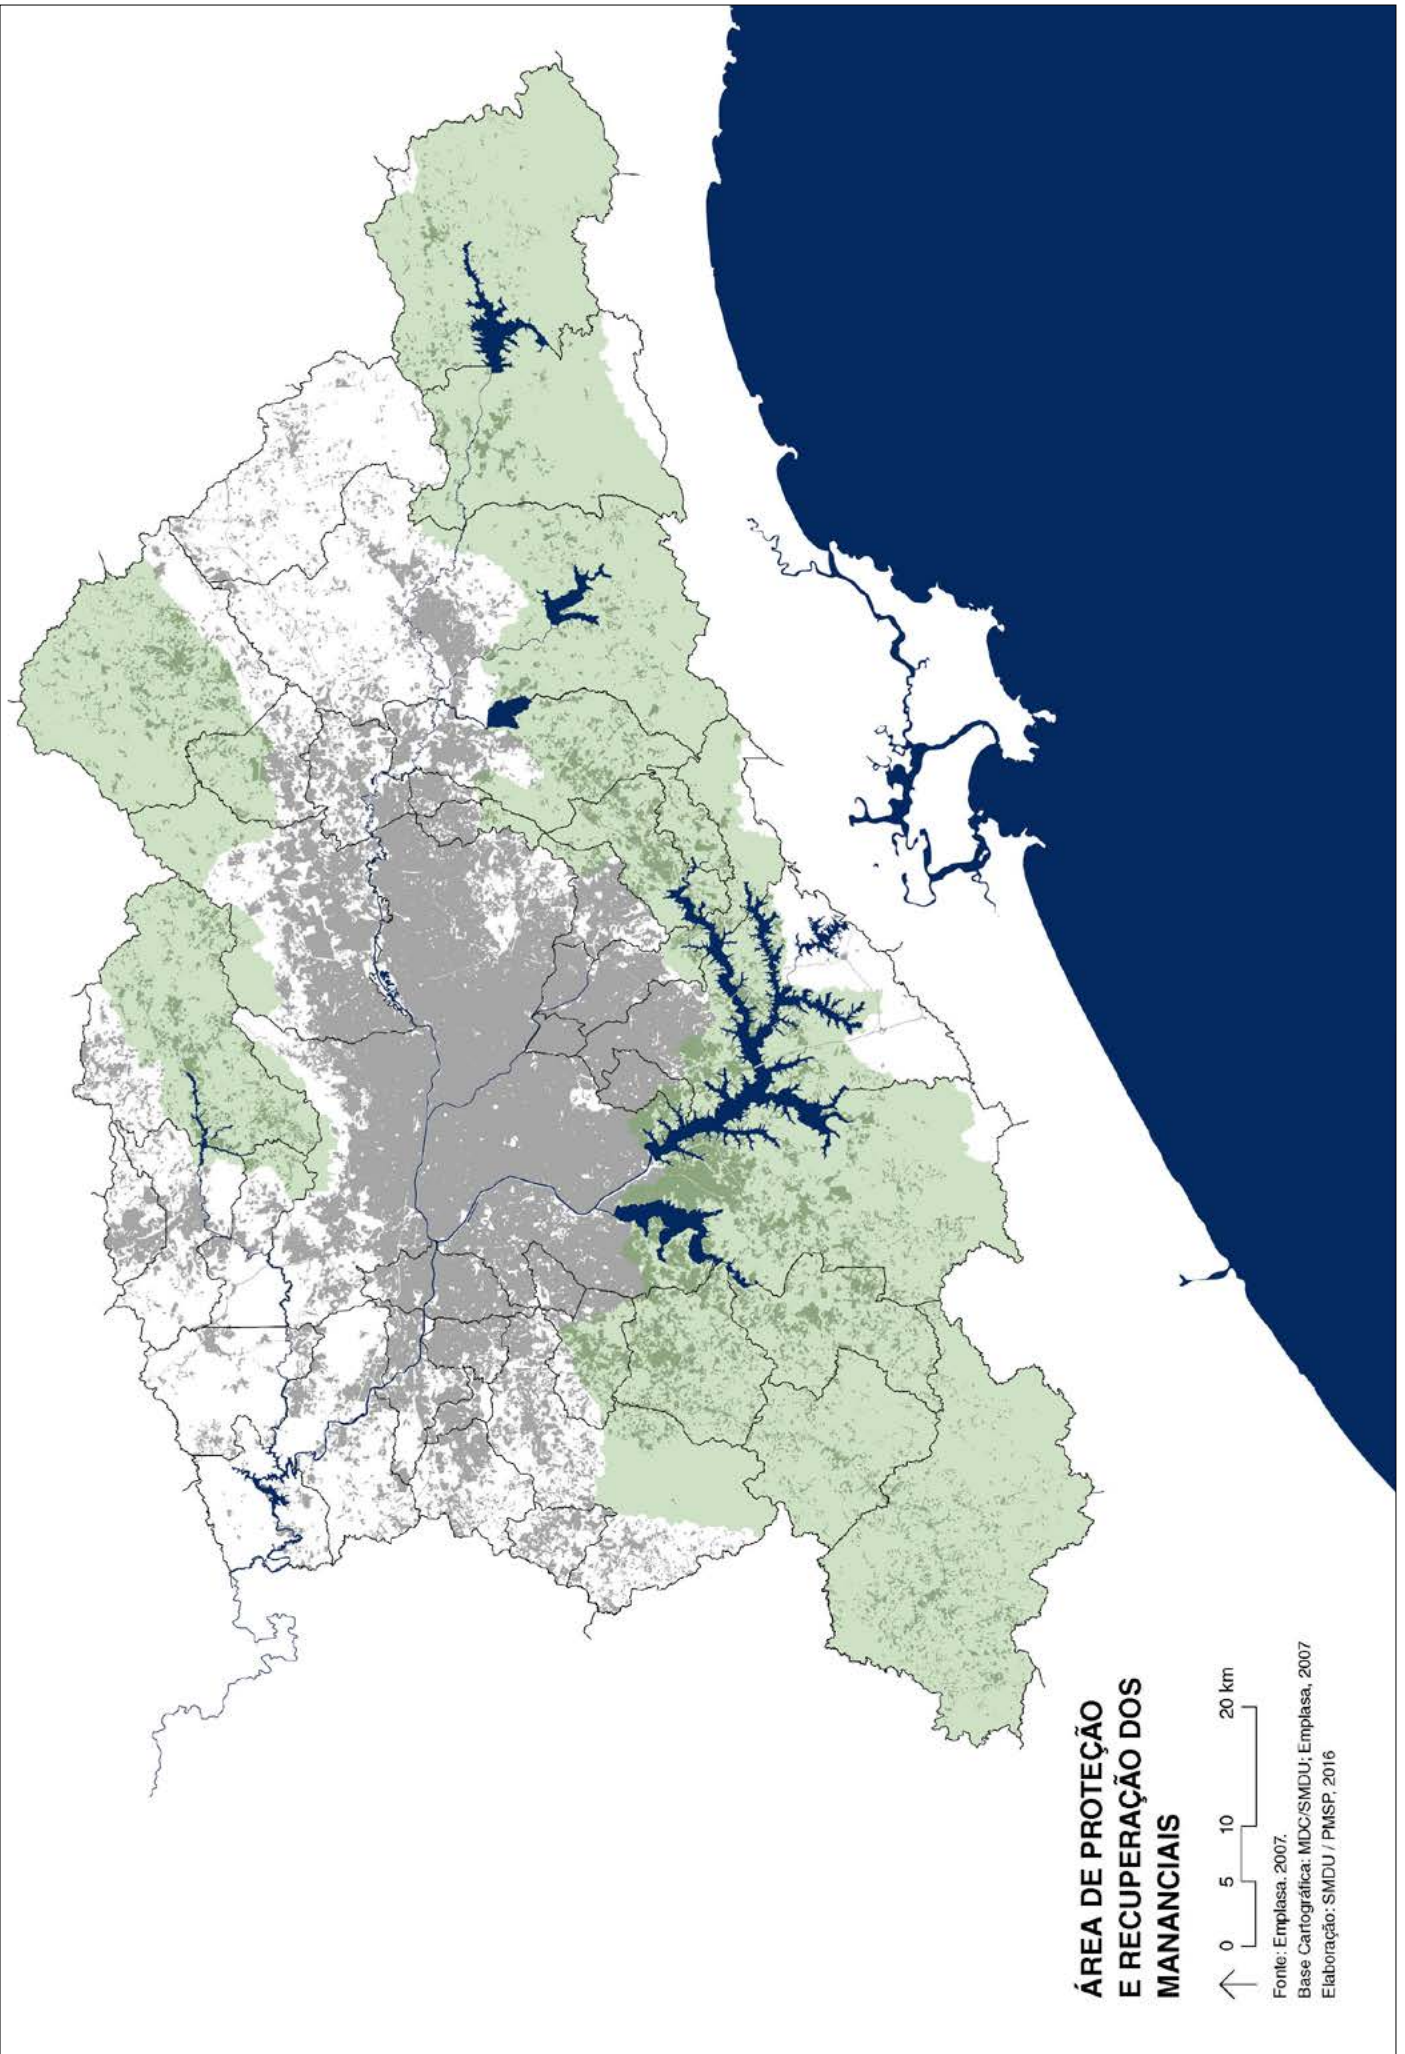 ÁREA DE PROTEÇÃO
E RECUPERAÇÃO DOS
MANANCIAIS
0 5 10 20 km
Fonte: Emplasa. 2007.
Base Cartográfica: MDC/SMDU; Emplasa, 2007
Elaboração: SMDU / PMSP, 2016